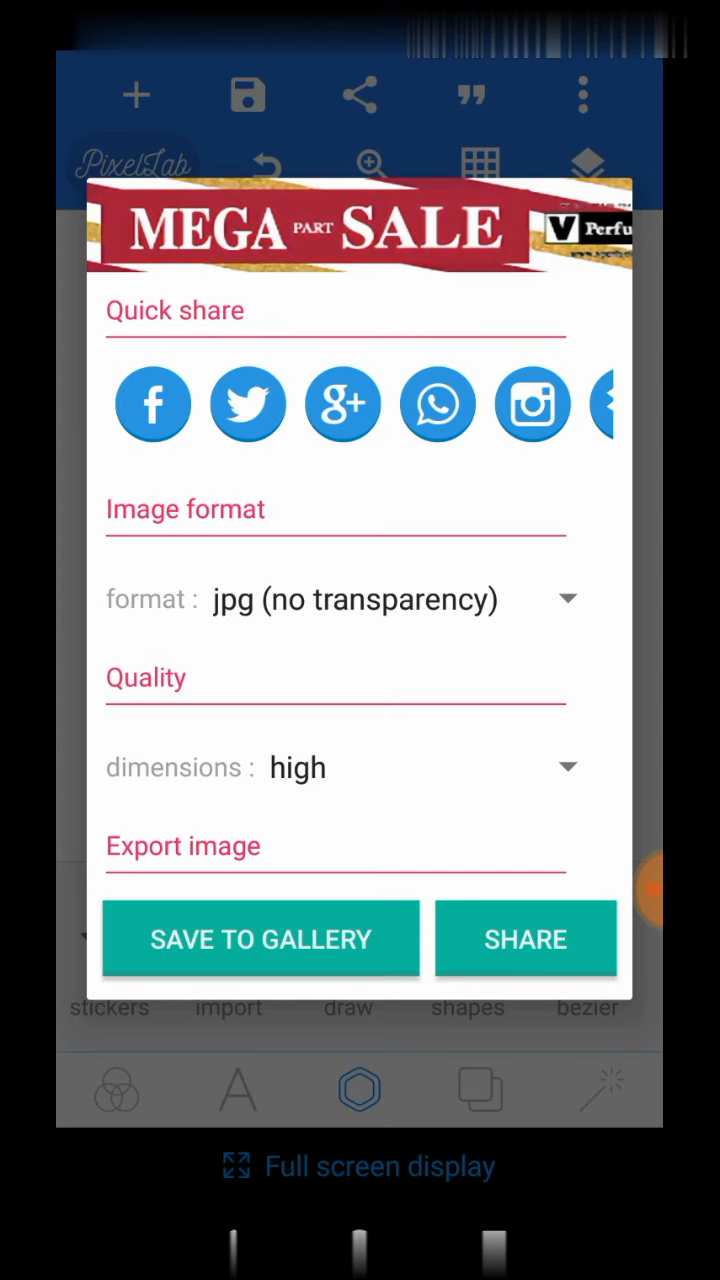 PixelLab
MEGA PART SALE
V Perfu
Quick share
Image format
format : jpg (no transparency)
Quality
dimensions : high
Export image
SAVE TO GALLERY SHARE
stickers import draw shapes bezier
Full screen display